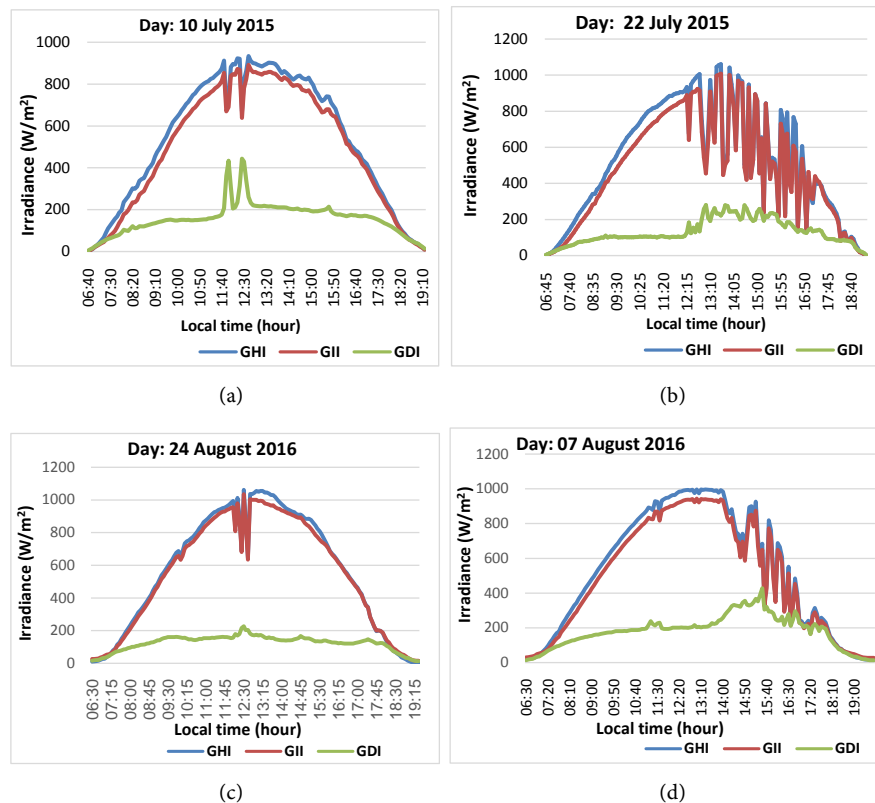 Day: 10 July 2015
Irradiance (W/m²)
1000
800
600
400
200
0
06:40 07:30 08:20 09:10 10:00 10:50 11:40 12:30 13:20 14:10 15:00 15:50 16:40 17:30 18:20 19:10
Local time (hour)
GHI GII GDI
(a)
Day: 22 July 2015
Irradiance (W/m²)
1200
1000
800
600
400
200
0
06:45 07:40 08:35 09:30 10:25 11:20 12:15 13:10 14:05 15:00 15:55 16:50 17:45 18:40
Local time (hour)
GHI GII GDI
(b)
Day: 24 August 2016
Irradiance (W/m²)
1200
1000
800
600
400
200
0
06:30 07:15 08:00 08:45 09:30 10:15 11:00 11:45 12:30 13:15 14:00 14:45 15:30 16:15 17:00 17:45 18:30 19:15
Local time (hour)
GHI GII GDI
(c)
Day: 07 August 2016
Irradiance (W/m²)
1200
1000
800
600
400
200
0
06:30 07:20 08:10 09:00 09:50 10:40 11:30 12:20 13:10 14:00 14:50 15:40 16:30 17:20 18:10 19:00
Local time (hour)
GHI GII GDI
(d)